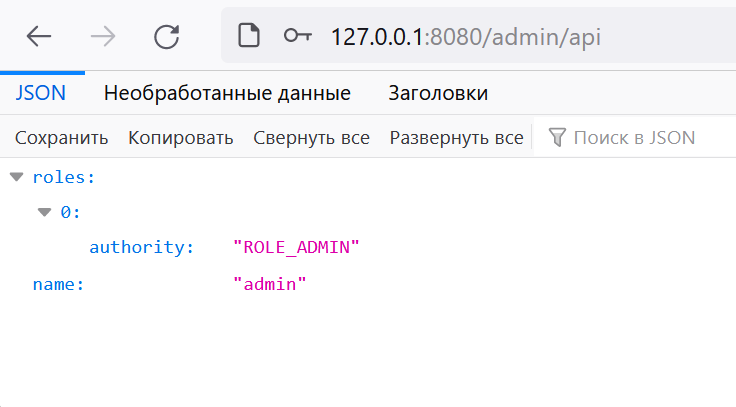 127.0.0.1:8080/admin/api
JSON Необработанные данные Заголовки
Сохранить Копировать Свернуть все Развернуть все Поиск в JSON
roles:
0:
authority: "ROLE_ADMIN"
name: "admin"